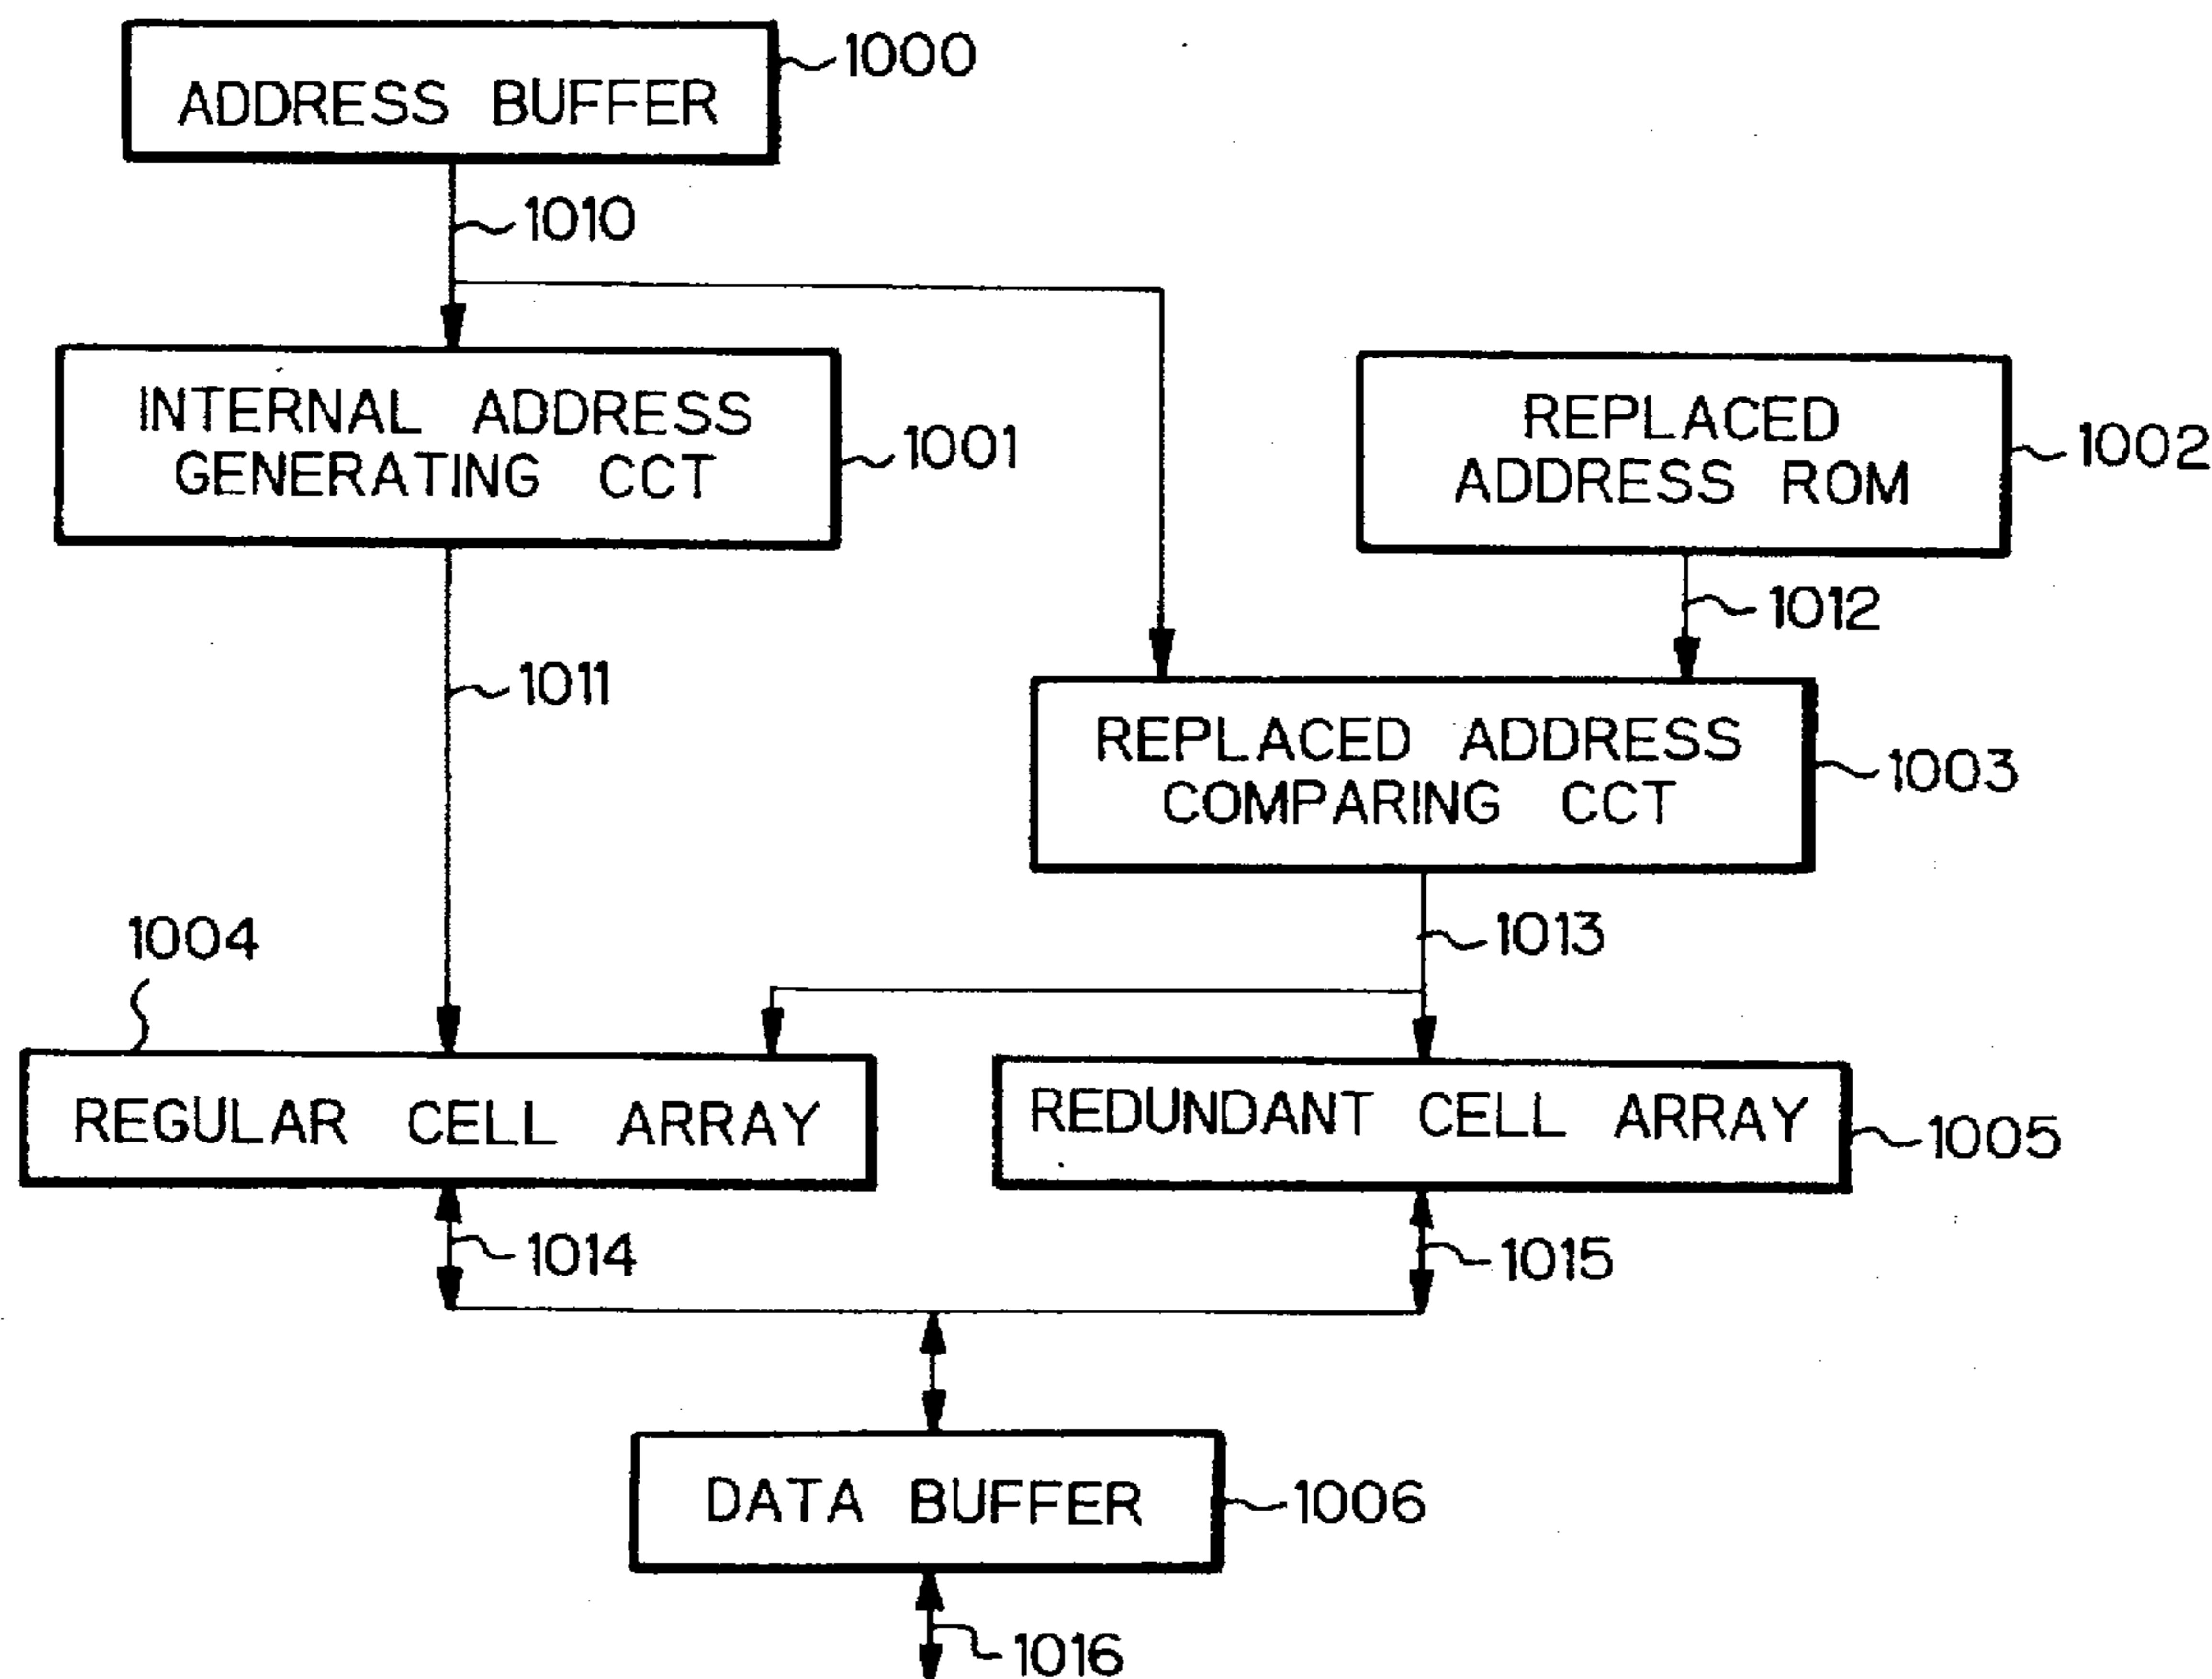 ADDRESS BUFFER
1000
1010
INTERNAL ADDRESS
GENERATING CCT
1001
REPLACED
ADDRESS ROM
1002
1012
1011
REPLACED ADDRESS
COMPARING CCT
1003
1013
1004
REGULAR CELL ARRAY
REDUNDANT CELL ARRAY
1005
1014
1015
DATA BUFFER
1006
1016